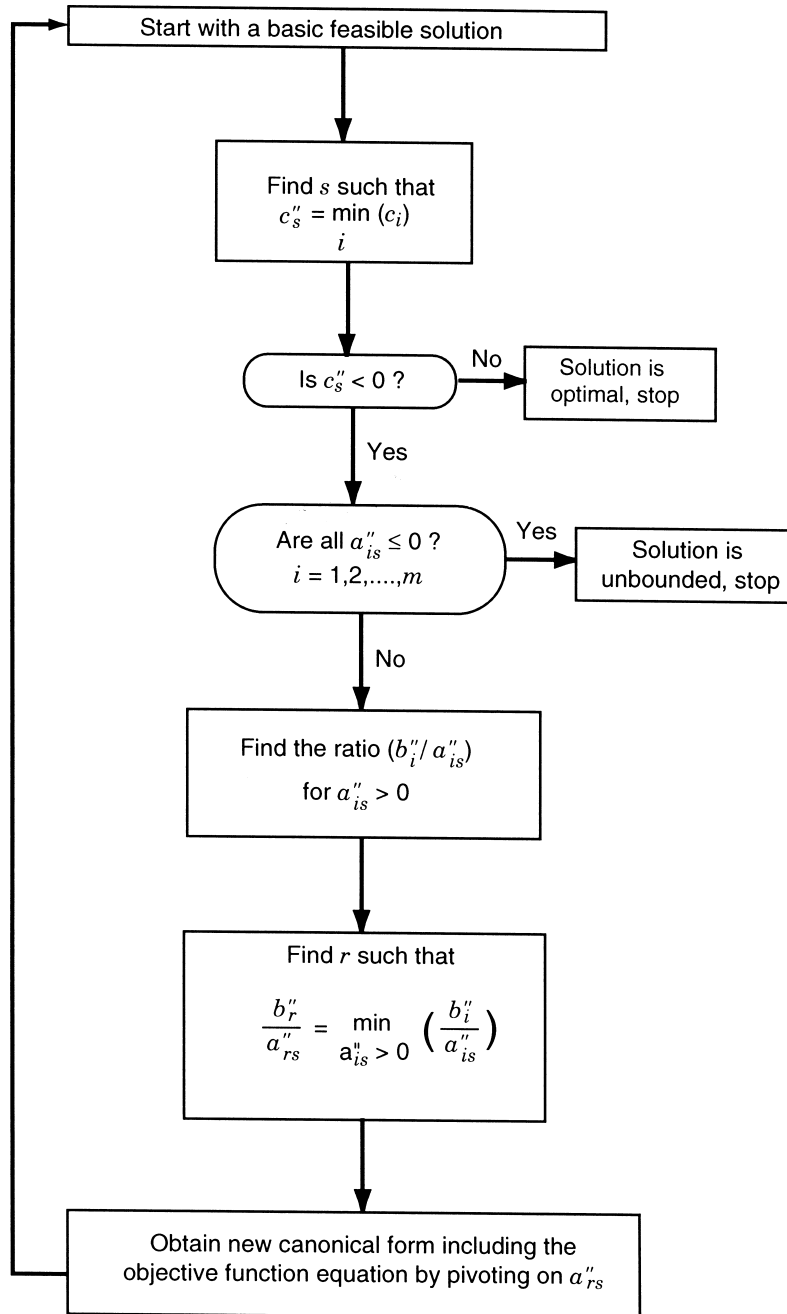 Start with a basic feasible solution
Find s such that
c″ₛ = min (cᵢ)
i
Is c″ₛ < 0 ?
No
Solution is
optimal, stop
Yes
Are all a″ᵢₛ ≤ 0 ?
i = 1,2,....,m
Yes
Solution is
unbounded, stop
No
Find the ratio (b″ᵢ/ a″ᵢₛ)
for a″ᵢₛ > 0
Find r such that
b″ᵣ / a″ᵣₛ = min (b″ᵢ / a″ᵢₛ)
a"ᵢₛ > 0
Obtain new canonical form including the
objective function equation by pivoting on a″ᵣₛ